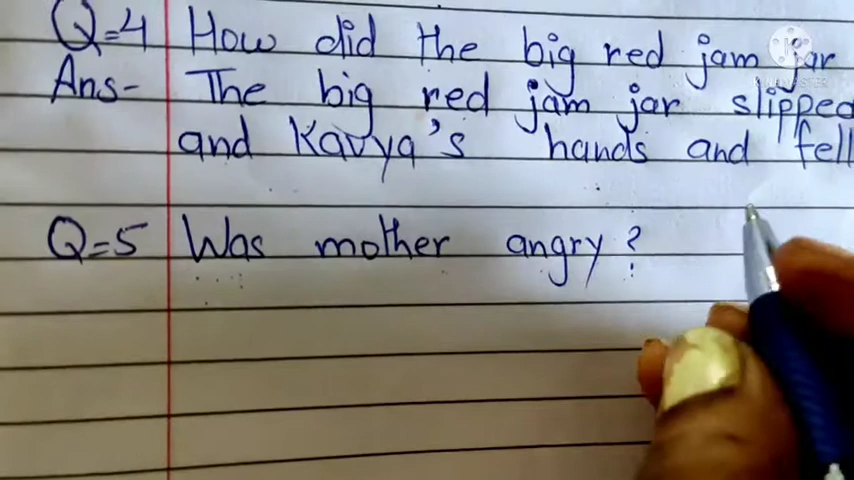 Q=4 How did the big red jam jar
Ans- The big red jam jar slipped
and Kavya's hands and fell
Q=5 Was mother angry?